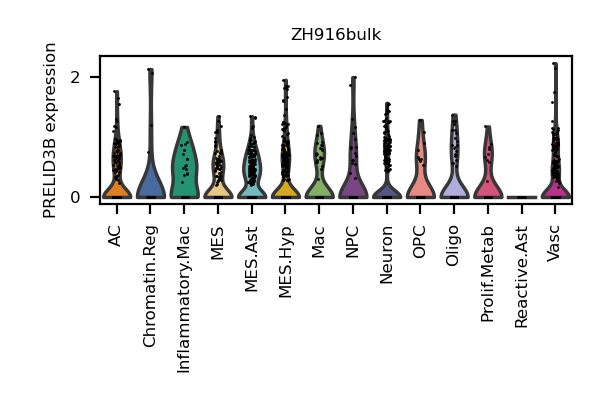 ZH916bulk
PRELID3B expression
2
0
AC
Chromatin.Reg
Inflammatory.Mac
MES
MES.Ast
MES.Hyp
Mac
NPC
Neuron
OPC
Oligo
Prolif.Metab
Reactive.Ast
Vasc